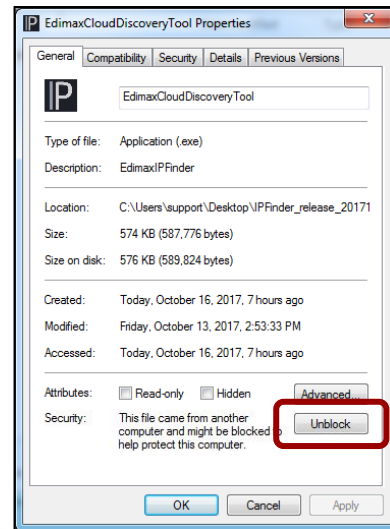 EdimaxCloudDiscoveryTool Properties
General Compatibility Security Details Previous Versions
IP EdimaxCloudDiscoveryTool
Type of file: Application (.exe)
Description: EdimaxIPFinder
Location: C:\Users\support\Desktop\IPFinder_release_20171
Size: 574 KB (587,776 bytes)
Size on disk: 576 KB (589,824 bytes)
Created: Today, October 16, 2017, 7 hours ago
Modified: Friday, October 13, 2017, 2:53:33 PM
Accessed: Today, October 16, 2017, 7 hours ago
Attributes: Read-only Hidden Advanced...
Security: This file came from another
computer and might be blocked to
help protect this computer.
Unblock
OK Cancel Apply